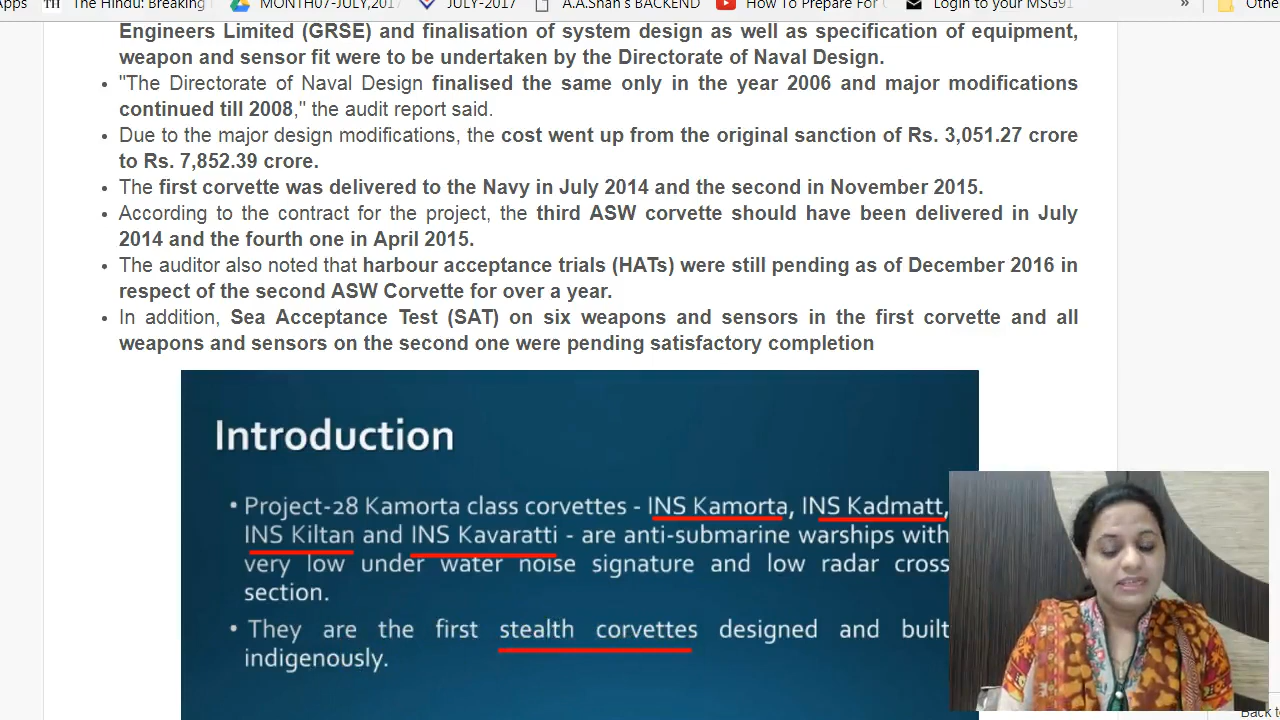 Apps TH The Hindu: Breaking MONTH07-JULY,2017 JULY-2017 A.A.Shah's BACKEND How To Prepare For Login to your MSG91 » Othe
Engineers Limited (GRSE) and finalisation of system design as well as specification of equipment,
weapon and sensor fit were to be undertaken by the Directorate of Naval Design.
• "The Directorate of Naval Design finalised the same only in the year 2006 and major modifications
continued till 2008," the audit report said.
• Due to the major design modifications, the cost went up from the original sanction of Rs. 3,051.27 crore
to Rs. 7,852.39 crore.
• The first corvette was delivered to the Navy in July 2014 and the second in November 2015.
• According to the contract for the project, the third ASW corvette should have been delivered in July
2014 and the fourth one in April 2015.
• The auditor also noted that harbour acceptance trials (HATs) were still pending as of December 2016 in
respect of the second ASW Corvette for over a year.
• In addition, Sea Acceptance Test (SAT) on six weapons and sensors in the first corvette and all
weapons and sensors on the second one were pending satisfactory completion
Introduction
• Project-28 Kamorta class corvettes - INS Kamorta, INS Kadmatt,
INS Kiltan and INS Kavaratti - are anti-submarine warships with
very low under water noise signature and low radar cross
section.
• They are the first stealth corvettes designed and built
indigenously.
Back to